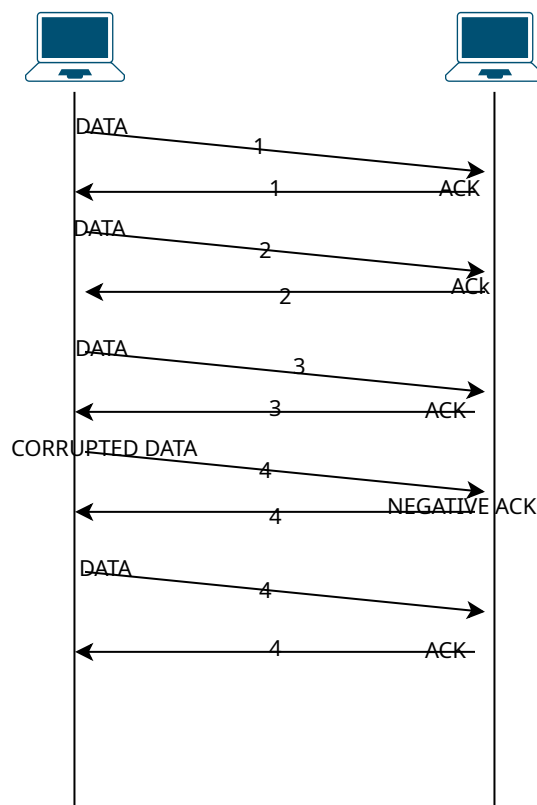 DATA
1
1
ACK
DATA
2
ACk
2
DATA
3
3
ACK
CORRUPTED DATA
4
NEGATIVE ACK
4
DATA
4
4
ACK